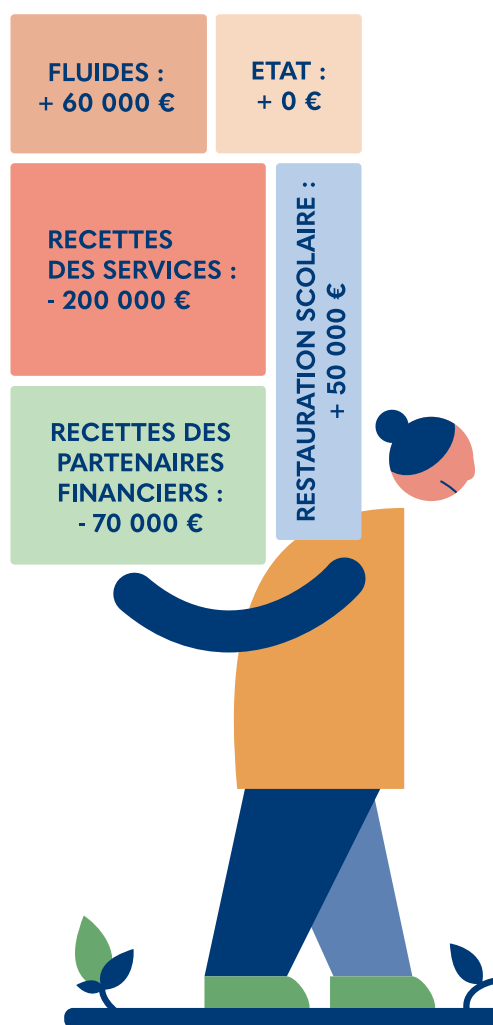 FLUIDES :
+ 60 000 €
ETAT :
+ 0 €
RECETTES
DES SERVICES :
- 200 000 €
RESTAURATION SCOLAIRE :
+ 50 000 €
RECETTES DES
PARTENAIRES
FINANCIERS :
- 70 000 €